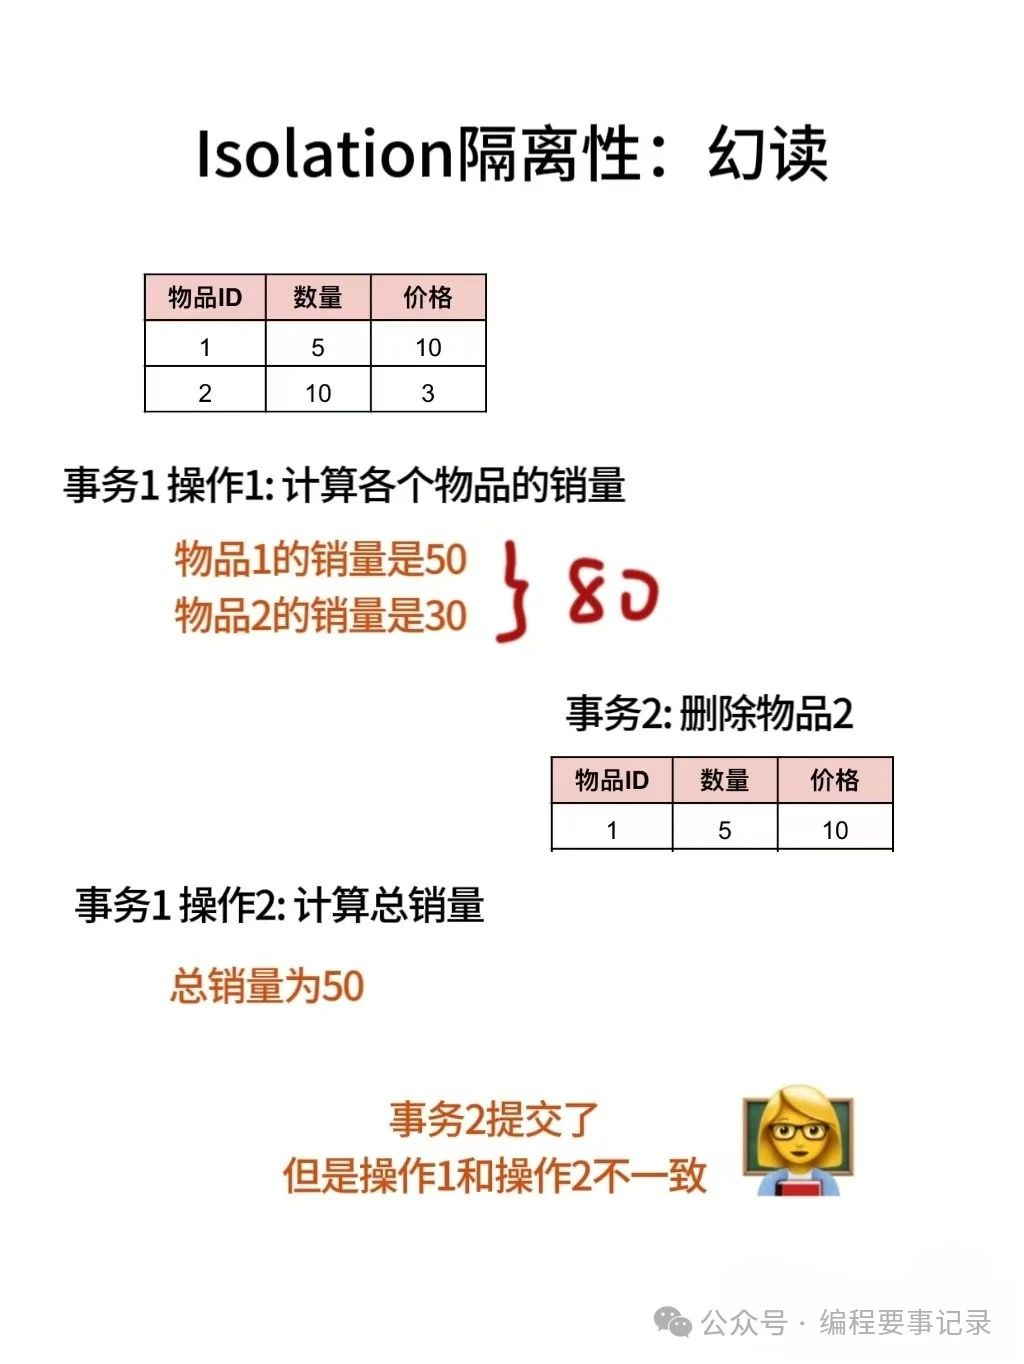 Isolation隔离性：幻读
物品ID 数量 价格
1 5 10
2 10 3
事务1 操作1: 计算各个物品的销量
物品1的销量是50
物品2的销量是30
} 80
事务2: 删除物品2
物品ID 数量 价格
1 5 10
事务1 操作2: 计算总销量
总销量为50
事务2提交了
但是操作1和操作2不一致
公众号 · 编程要事记录